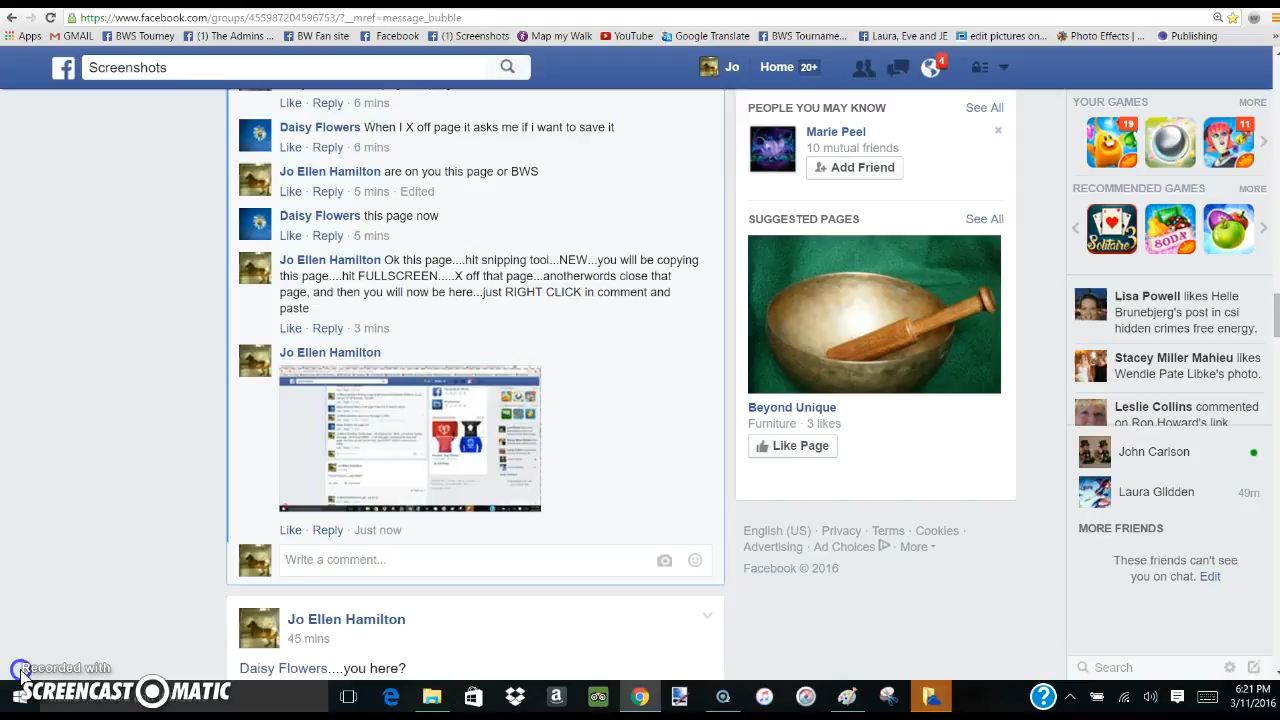 https://www.facebook.com/groups/455987204596753/?__mref=message_bubble
Apps GMAIL BWS Tourney (1) The Admins ... BW Fan site Facebook (1) Screenshots Map my Walk YouTube Google Translate BWS Tourname... Laura, Eve and JE edit pictures on... Photo Effects | ... Publishing »
Screenshots
Jo Home 20+ 4
Like · Reply · 6 mins
Daisy Flowers When I X off page it asks me if i want to save it
Like · Reply · 6 mins
Jo Ellen Hamilton are on you this page or BWS
Like · Reply · 5 mins · Edited
Daisy Flowers this page now
Like · Reply · 5 mins
Jo Ellen Hamilton Ok this page....hit snipping tool...NEW...you will be copying
this page....hit FULLSCREEN.....X off that page...anotherwords close that
page, and then you will now be here...just RIGHT CLICK in comment and
paste
Like · Reply · 3 mins
Jo Ellen Hamilton
Like · Reply · Just now
Write a comment...
Jo Ellen Hamilton
45 mins
Daisy Flowers....you here?
PEOPLE YOU MAY KNOW See All
Marie Peel
10 mutual friends
Add Friend
SUGGESTED PAGES See All
Beyond Unique
Furniture · 3 likes
Like Page
English (US) · Privacy · Terms · Cookies ·
Advertising · Ad Choices · More
Facebook © 2016
YOUR GAMES MORE
19 11
RECOMMENDED GAMES MORE
Solitaire
SODA
Lisa Powell likes Helle
Brunebjerg's post in csi
hidden crimes free energy.
Stacey Miller Mahieu likes
Wendie Pate Libke's photo.
Leslie Collins commented
on Ron Howard's link.
John Carlson
Laura Glidden 49m
MORE FRIENDS
These friends can't see
you on chat. Edit
Search
Recorded with
SCREENCAST-O-MATIC
6:21 PM
3/11/2016